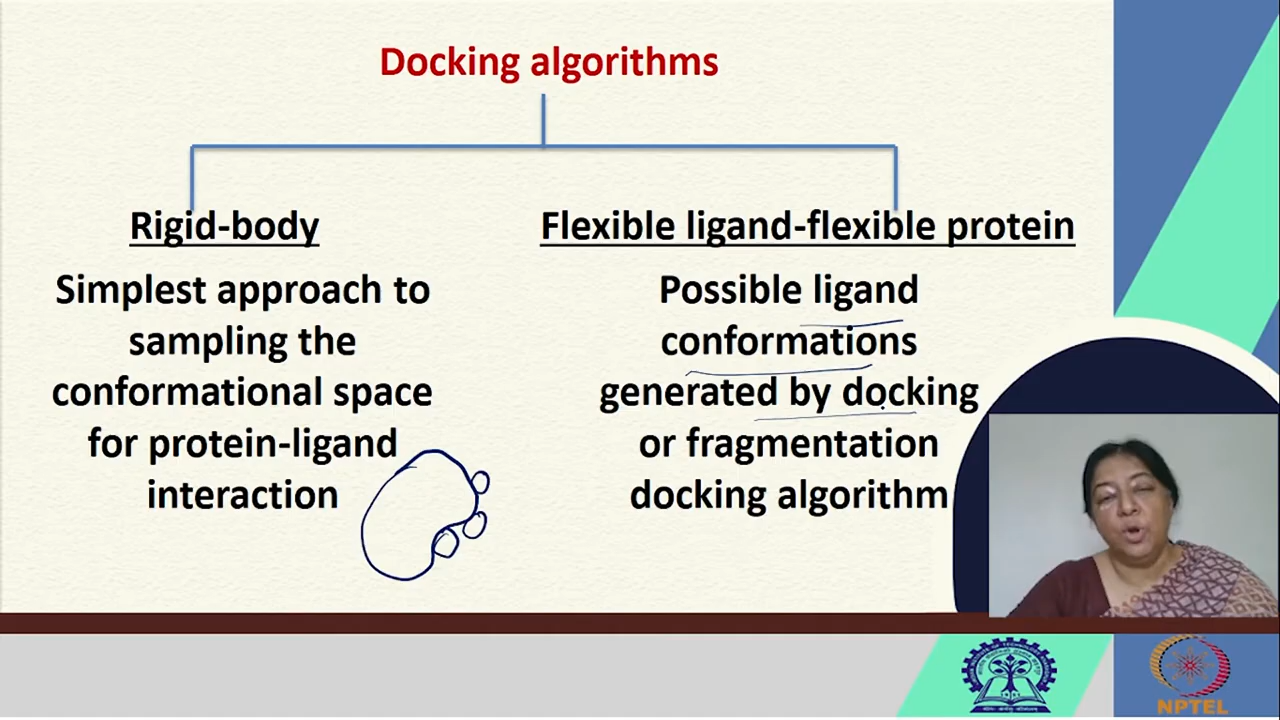 Docking algorithms
Rigid-body
Simplest approach to
sampling the
conformational space
for protein-ligand
interaction
Flexible ligand-flexible protein
Possible ligand
conformations
generated by docking
or fragmentation
docking algorithm
NPTEL